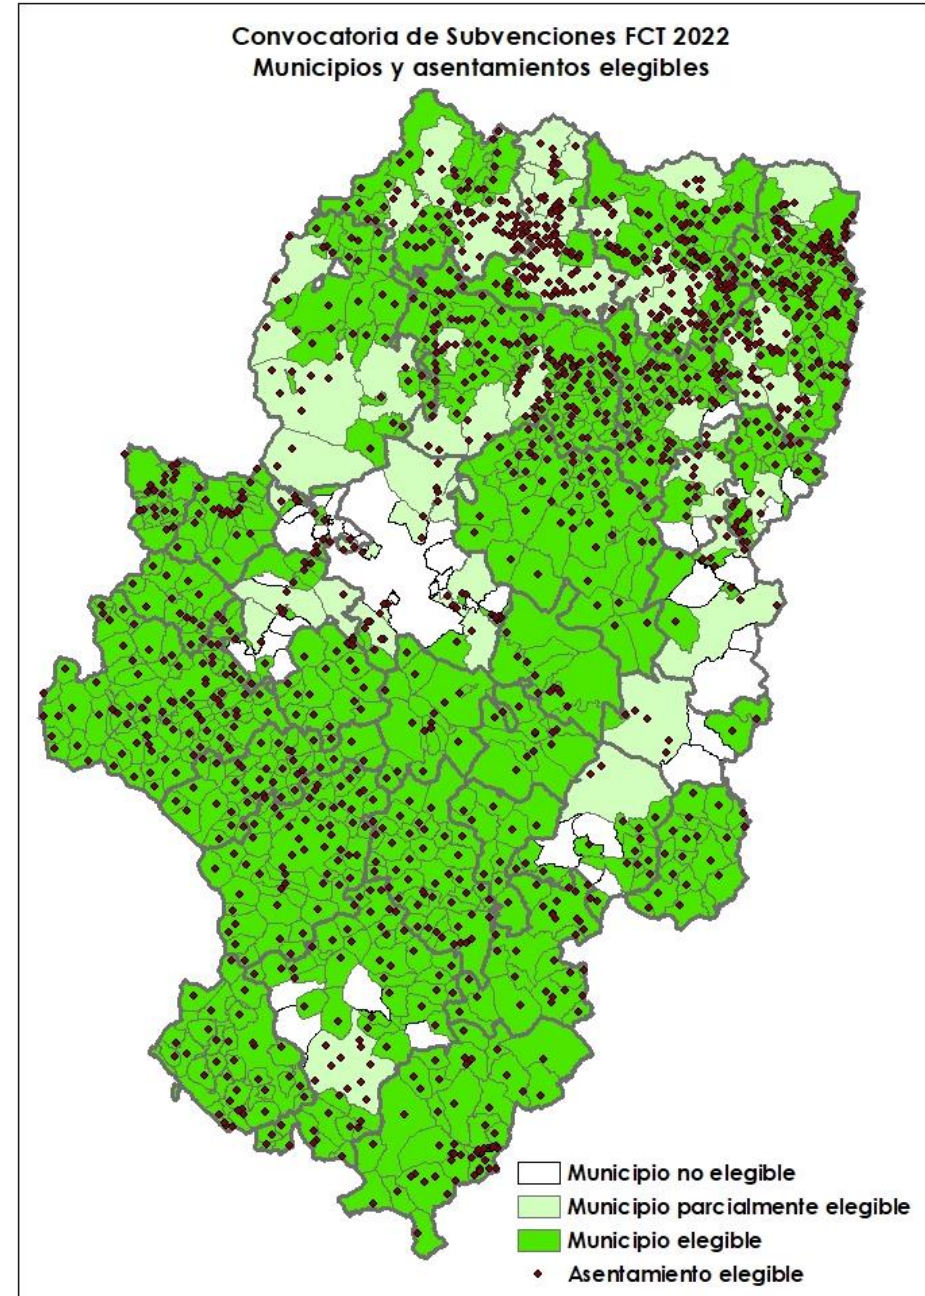 Convocatoria de Subvenciones FCT 2022
Municipios y asentamientos elegibles
Municipio no elegible
Municipio parcialmente elegible
Municipio elegible
Asentamiento elegible